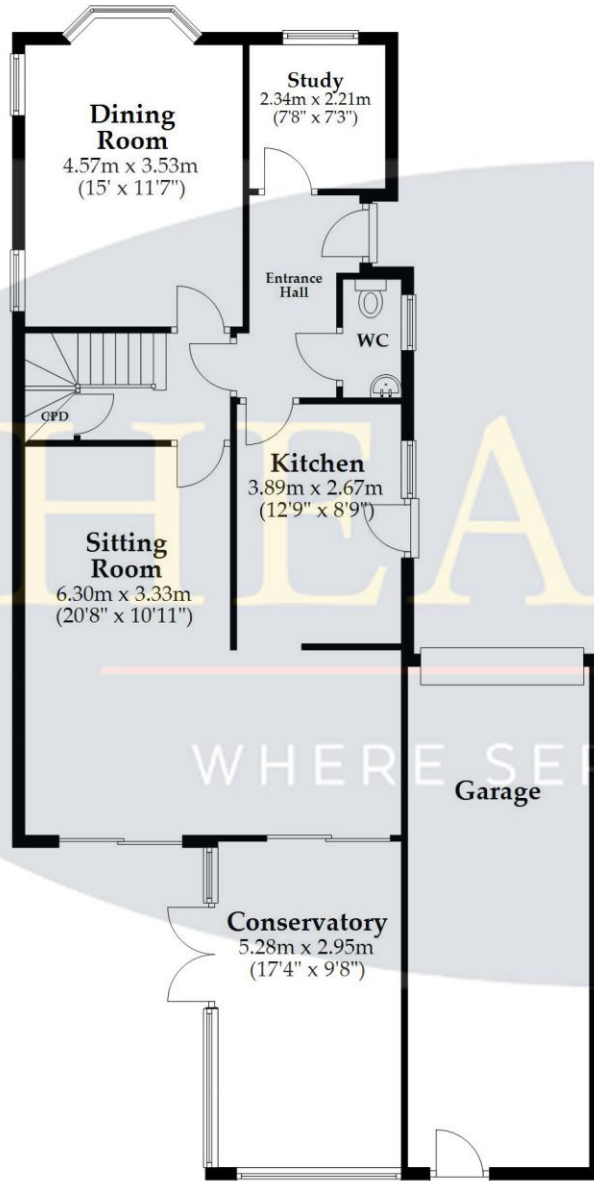 Dining
Room
4.57m x 3.53m
(15' x 11'7")
Study
2.34m x 2.21m
(7'8" x 7'3")
Entrance
Hall
WC
CPD
Kitchen
3.89m x 2.67m
(12'9" x 8'9")
Sitting
Room
6.30m x 3.33m
(20'8" x 10'11")
HEA
WHERE SER
Garage
Conservatory
5.28m x 2.95m
(17'4" x 9'8")